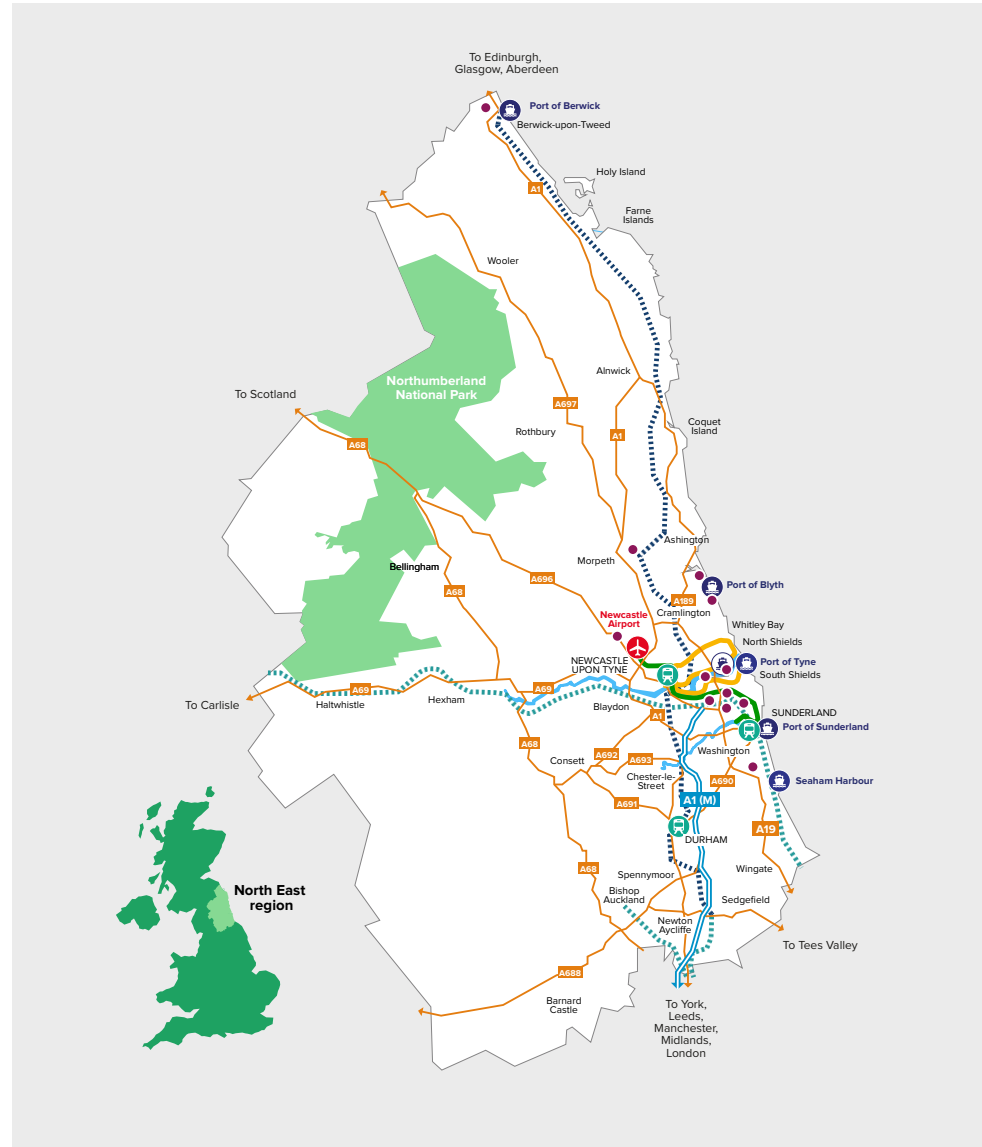 To Edinburgh,
Glasgow, Aberdeen
Port of Berwick
Berwick-upon-Tweed
Holy Island
A1
Farne
Islands
Wooler
Alnwick
Northumberland
National Park
To Scotland
A697
Coquet
Island
Rothbury
A1
A68
Ashington
Morpeth
Bellingham
A696
Port of Blyth
A68
A189
Cramlington
Newcastle
Airport
Whitley Bay
North Shields
NEWCASTLE
UPON TYNE
Port of Tyne
South Shields
A69
A69
Hexham
To Carlisle
Haltwhistle
Blaydon
A1
SUNDERLAND
Port of Sunderland
A68
Washington
A692
A693
Consett
Chester-le-
Street
A690
Seaham Harbour
A691
A1 (M)
A19
DURHAM
A68
Wingate
Spennymoor
North East
region
Bishop
Auckland
Sedgefield
Newton
Aycliffe
To Tees Valley
A688
Barnard
Castle
To York,
Leeds,
Manchester,
Midlands,
London